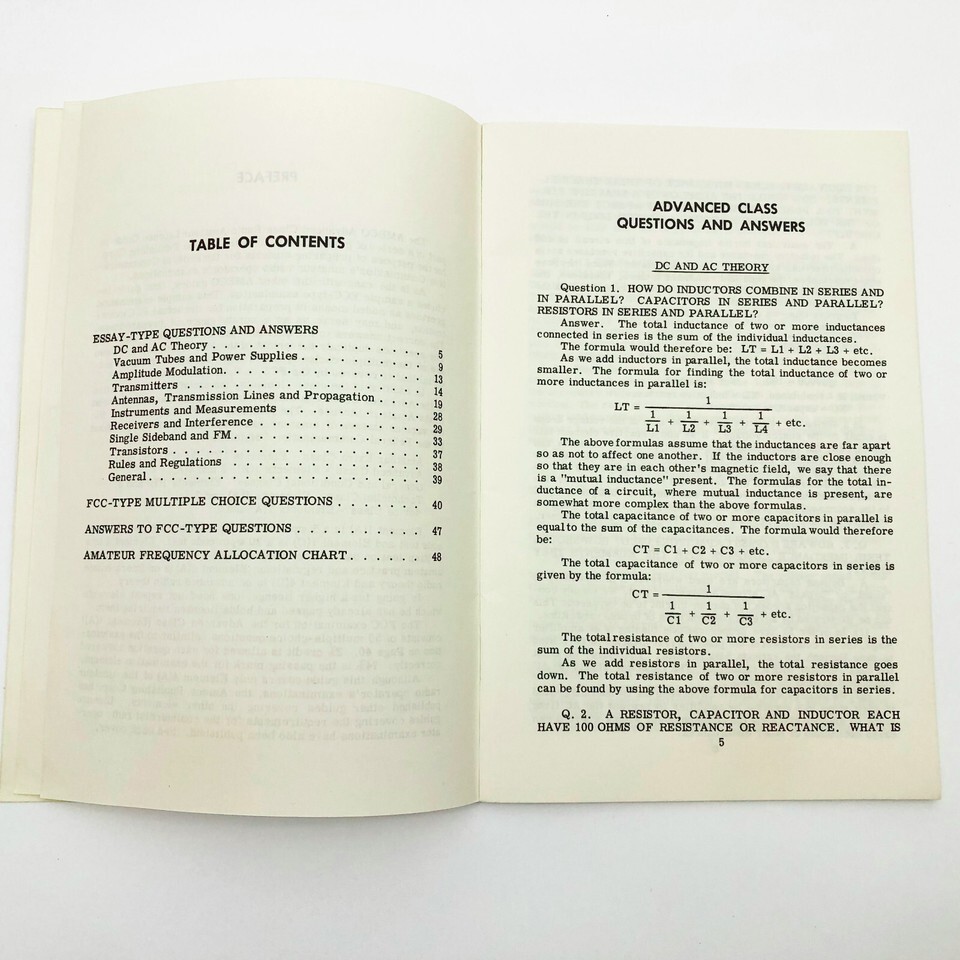 TABLE OF CONTENTS
ESSAY-TYPE QUESTIONS AND ANSWERS
DC and AC Theory . . . . . . . . . . . . . . . . 5
Vacuum Tubes and Power Supplies . . . . . . . . . 9
Amplitude Modulation. . . . . . . . . . . . . . . 13
Transmitters . . . . . . . . . . . . . . . . . . 14
Antennas, Transmission Lines and Propagation . . . . 19
Instruments and Measurements . . . . . . . . . . 28
Receivers and Interference . . . . . . . . . . . . 29
Single Sideband and FM. . . . . . . . . . . . . . 33
Transistors . . . . . . . . . . . . . . . . . . . 37
Rules and Regulations . . . . . . . . . . . . . . 38
General. . . . . . . . . . . . . . . . . . . . . 39
FCC-TYPE MULTIPLE CHOICE QUESTIONS . . . . . . . 40
ANSWERS TO FCC-TYPE QUESTIONS . . . . . . . . . . 47
AMATEUR FREQUENCY ALLOCATION CHART . . . . . . 48
ADVANCED CLASS
QUESTIONS AND ANSWERS
DC AND AC THEORY
Question 1. HOW DO INDUCTORS COMBINE IN SERIES AND
IN PARALLEL? CAPACITORS IN SERIES AND PARALLEL?
RESISTORS IN SERIES AND PARALLEL?
Answer. The total inductance of two or more inductances
connected in series is the sum of the individual inductances.
The formula would therefore be: LT = L1 + L2 + L3 + etc.
As we add inductors in parallel, the total inductance becomes
smaller. The formula for finding the total inductance of two or
more inductances in parallel is:
1
LT =
1 1 1 1
+ + + + etc.
L1 L2 L3 L4
The above formulas assume that the inductances are far apart
so as not to affect one another. If the inductors are close enough
so that they are in each other's magnetic field, we say that there
is a "mutual inductance" present. The formulas for the total in-
ductance of a circuit, where mutual inductance is present, are
somewhat more complex than the above formulas.
The total capacitance of two or more capacitors in parallel is
equal to the sum of the capacitances. The formula would therefore
be:
CT = C1 + C2 + C3 + etc.
The total capacitance of two or more capacitors in series is
given by the formula:
1
CT =
1 1 1
+ + + etc.
C1 C2 C3
The total resistance of two or more resistors in series is the
sum of the individual resistors.
As we add resistors in parallel, the total resistance goes
down. The total resistance of two or more resistors in parallel
can be found by using the above formula for capacitors in series.
Q. 2. A RESISTOR, CAPACITOR AND INDUCTOR EACH
HAVE 100 OHMS OF RESISTANCE OR REACTANCE. WHAT IS
5